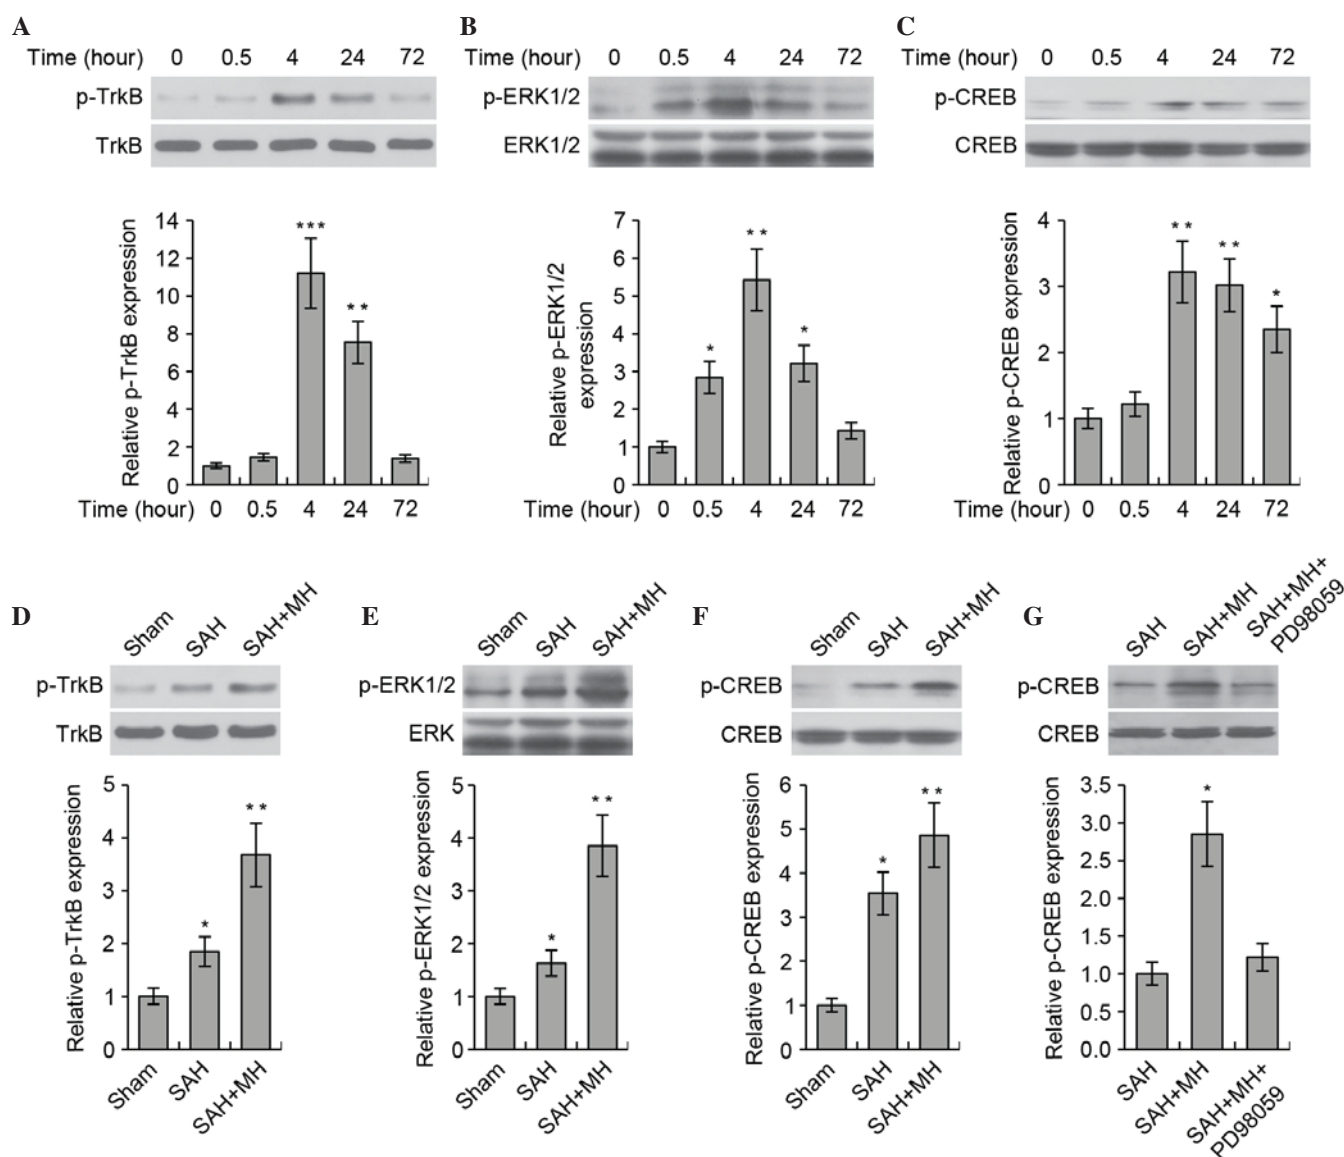 A
Time (hour) 0 0.5 4 24 72
p-TrkB
TrkB
Relative p-TrkB expression
14
12
10
8
6
4
2
0
***
**
Time (hour) 0 0.5 4 24 72
B
Time (hour) 0 0.5 4 24 72
p-ERK1/2
ERK1/2
Relative p-ERK1/2
expression
7
6
5
4
3
2
1
0
*
**
*
Time (hour) 0 0.5 4 24 72
C
Time (hour) 0 0.5 4 24 72
p-CREB
CREB
Relative p-CREB expression
4
3
2
1
0
**
**
*
Time (hour) 0 0.5 4 24 72
D
Sham SAH SAH+MH
p-TrkB
TrkB
Relative p-TrkB expression
5
4
3
2
1
0
*
**
Sham SAH SAH+MH
E
Sham SAH SAH+MH
p-ERK1/2
ERK
Relative p-ERK1/2 expression
5
4
3
2
1
0
*
**
Sham SAH SAH+MH
F
Sham SAH SAH+MH
p-CREB
CREB
Relative p-CREB expression
6
5
4
3
2
1
0
*
**
Sham SAH SAH+MH
G
SAH SAH+MH SAH+MH+
PD98059
p-CREB
CREB
Relative p-CREB expression
3.5
3.0
2.5
2.0
1.5
1.0
0.5
0.0
*
SAH SAH+MH SAH+MH+
PD98059